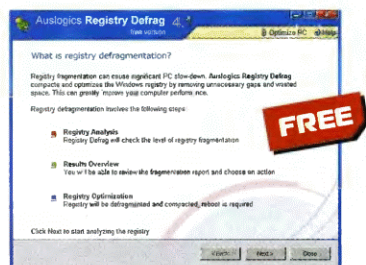 Auslogics Registry Defrag 4
free version
Optimize PC Help
What is registry defragmentation?
Registry fragmentation can cause significant PC slow-down. Auslogics Registry Defrag
compacts and optimizes the Windows registry by removing unnecessary gaps and wasted
space. This can greatly improve your computer performance.
Registry defragmentation involves the following steps:
Registry Analysis
Registry Defrag will check the level of registry fragmentation
FREE
Results Overview
You will be able to review the fragmentation report and choose an action
Registry Optimization
Registry will be defragmented and compacted, reboot is required
Click Next to start analyzing the registry
Next > Close